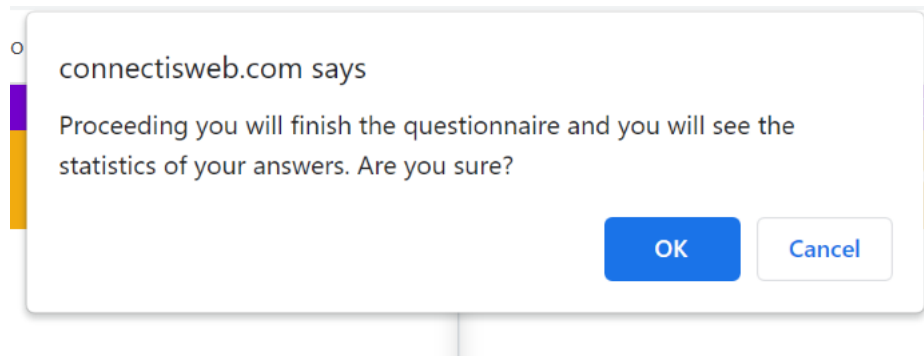 o
connectisweb.com says
Proceeding you will finish the questionnaire and you will see the
statistics of your answers. Are you sure?
OK
Cancel